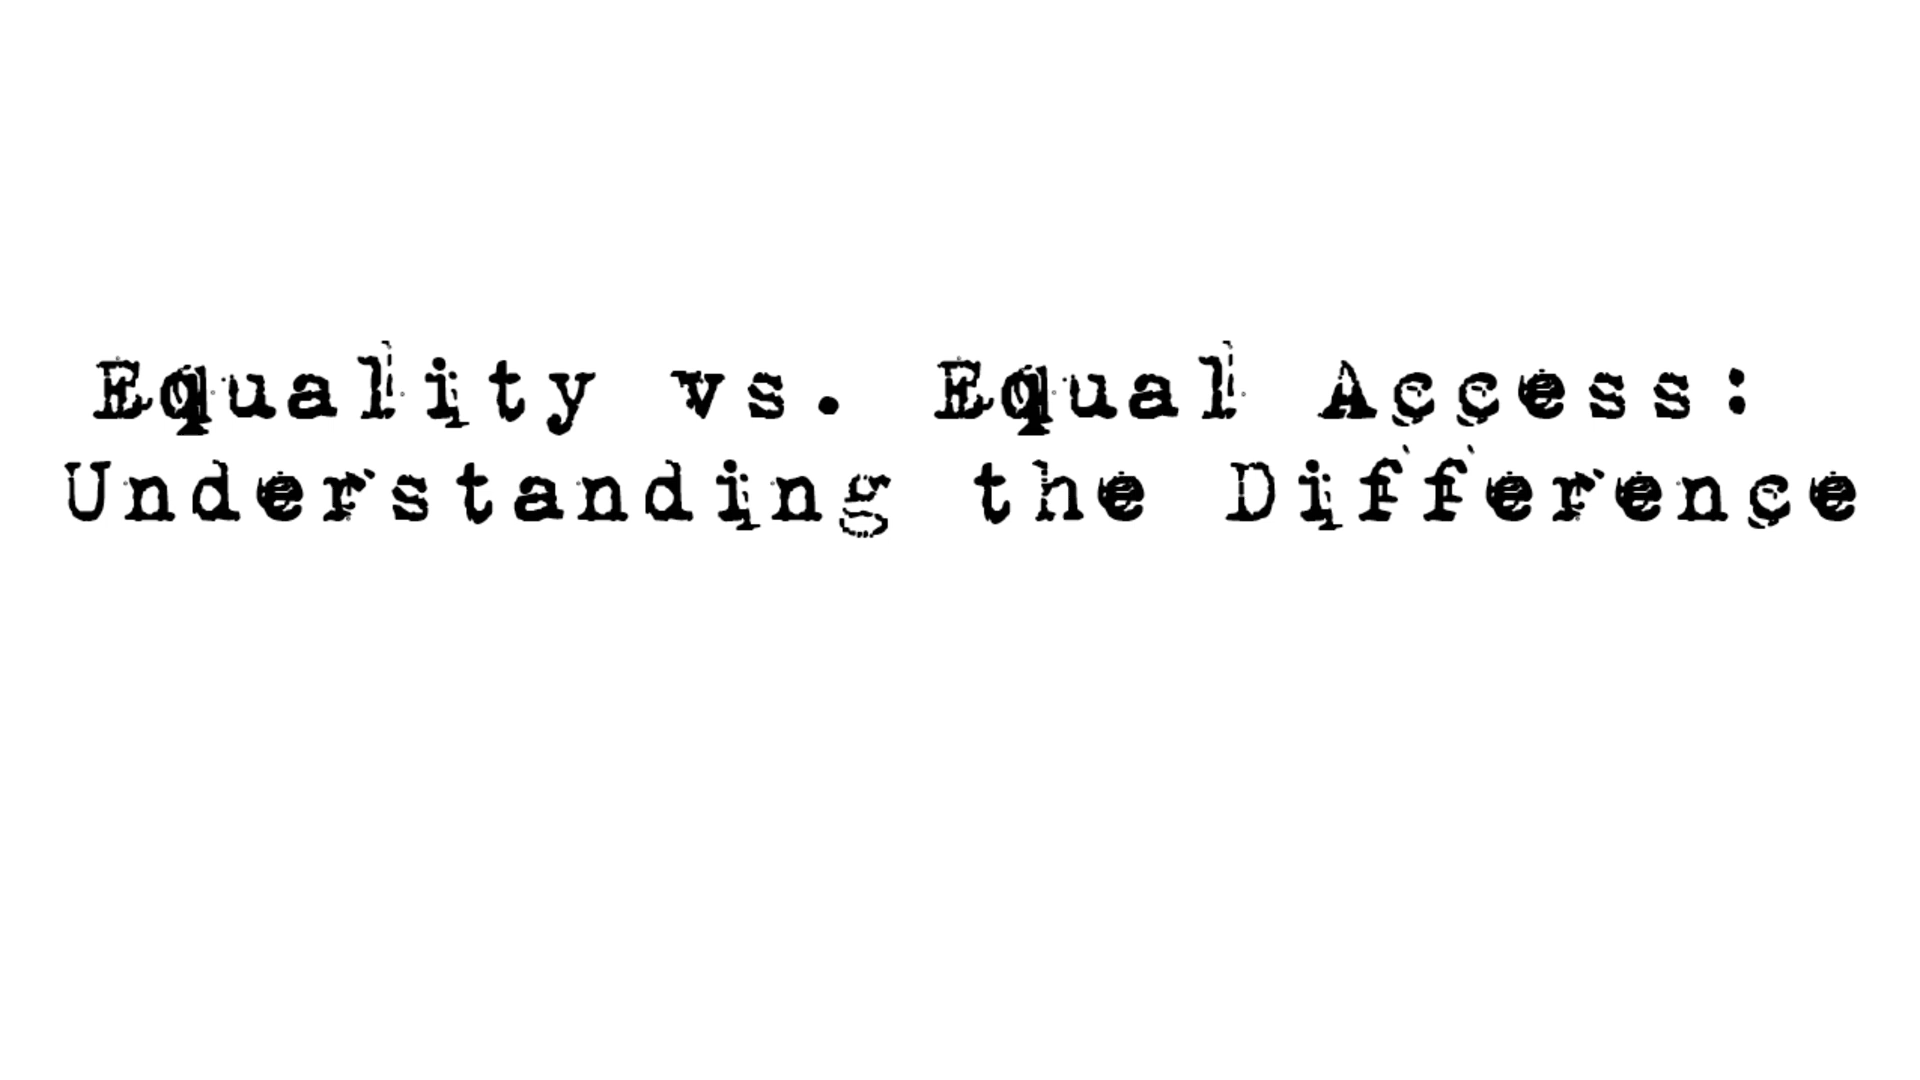 Equality vs. Equal Access:
Understanding the Difference